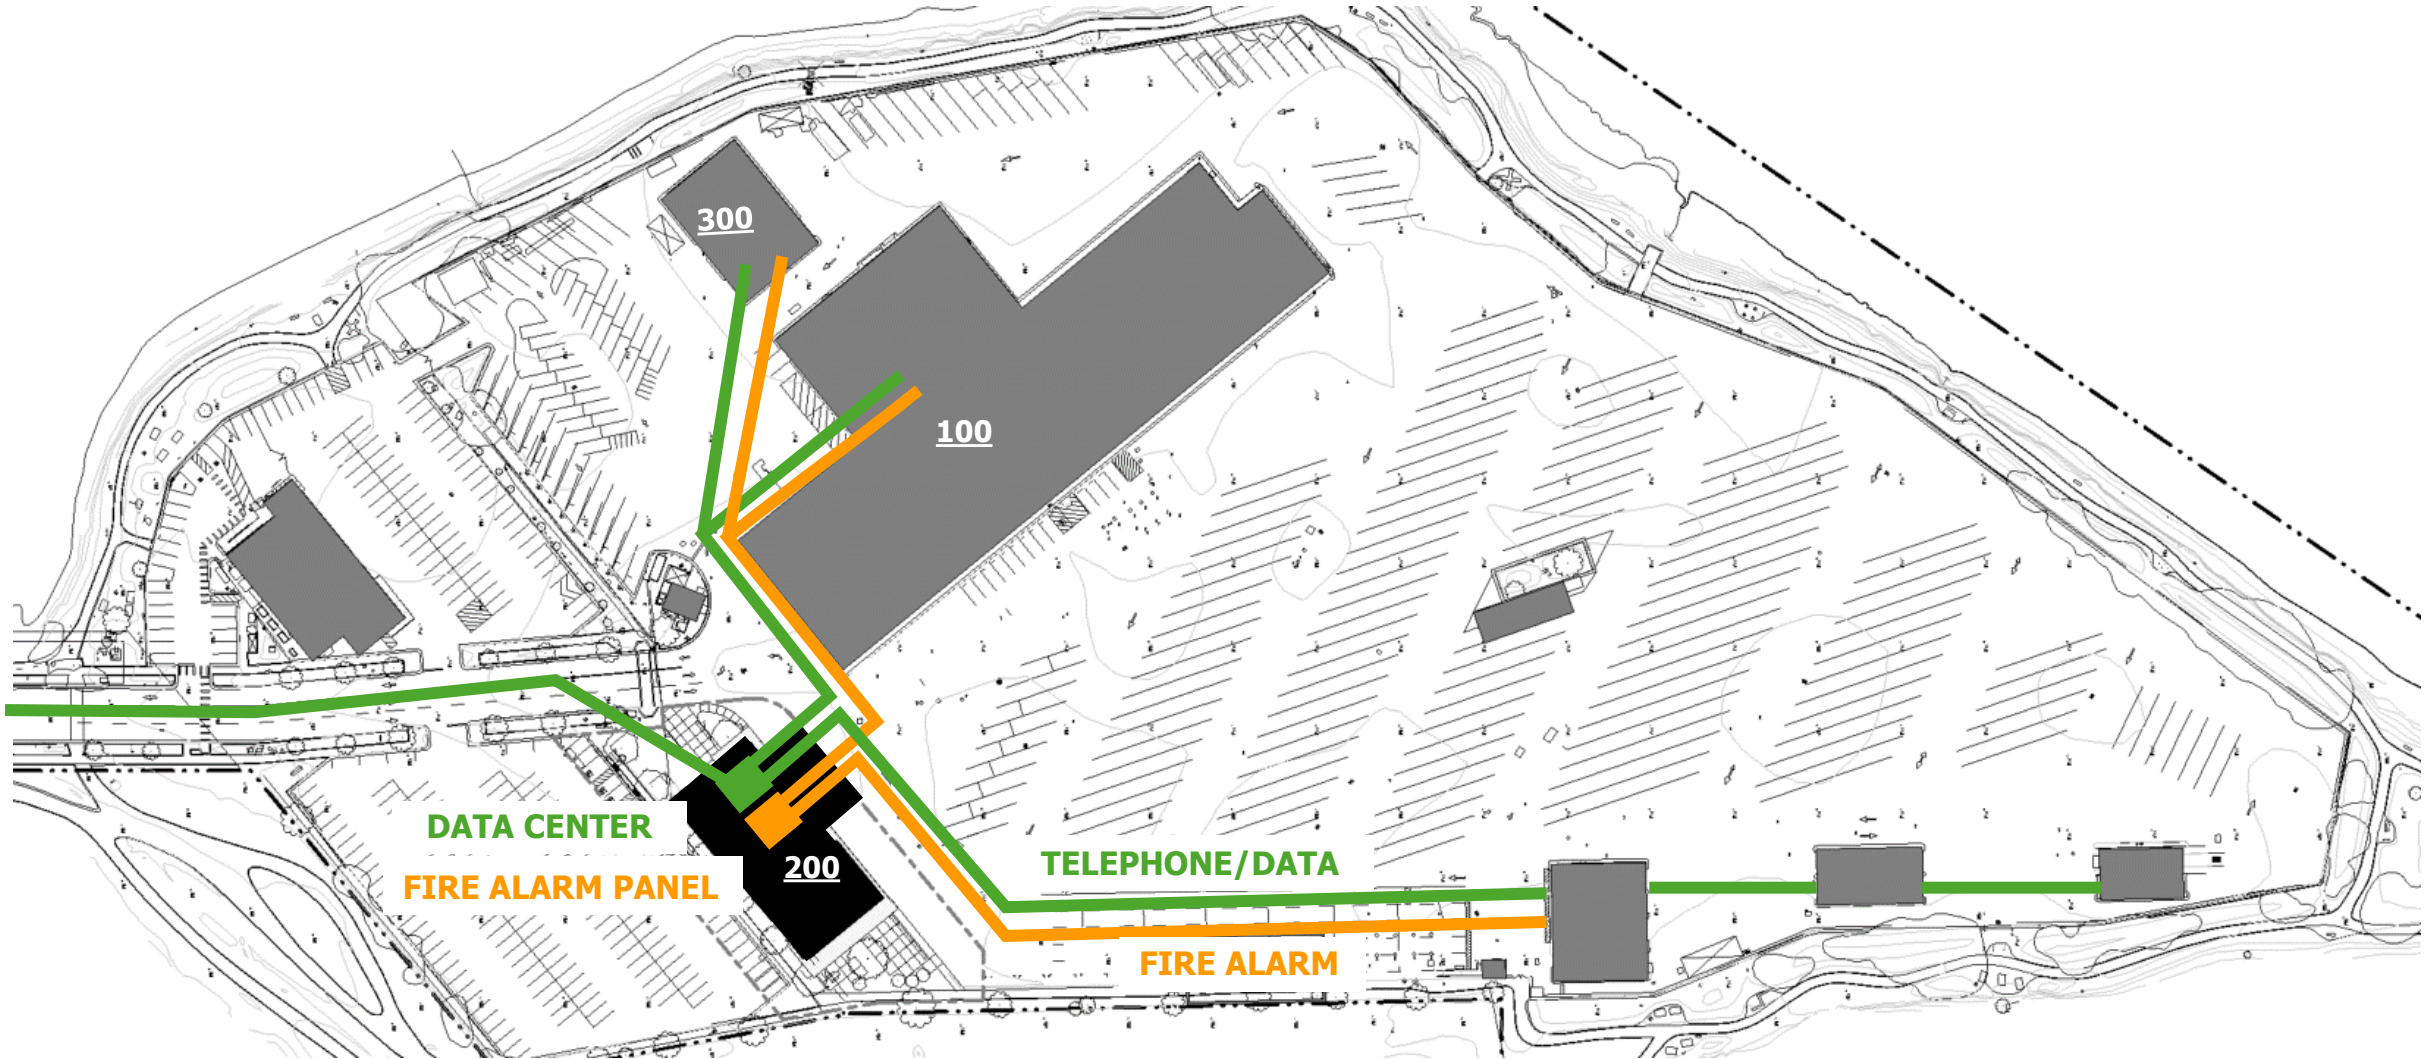 300
100
DATA CENTER
FIRE ALARM PANEL
200
TELEPHONE/DATA
FIRE ALARM